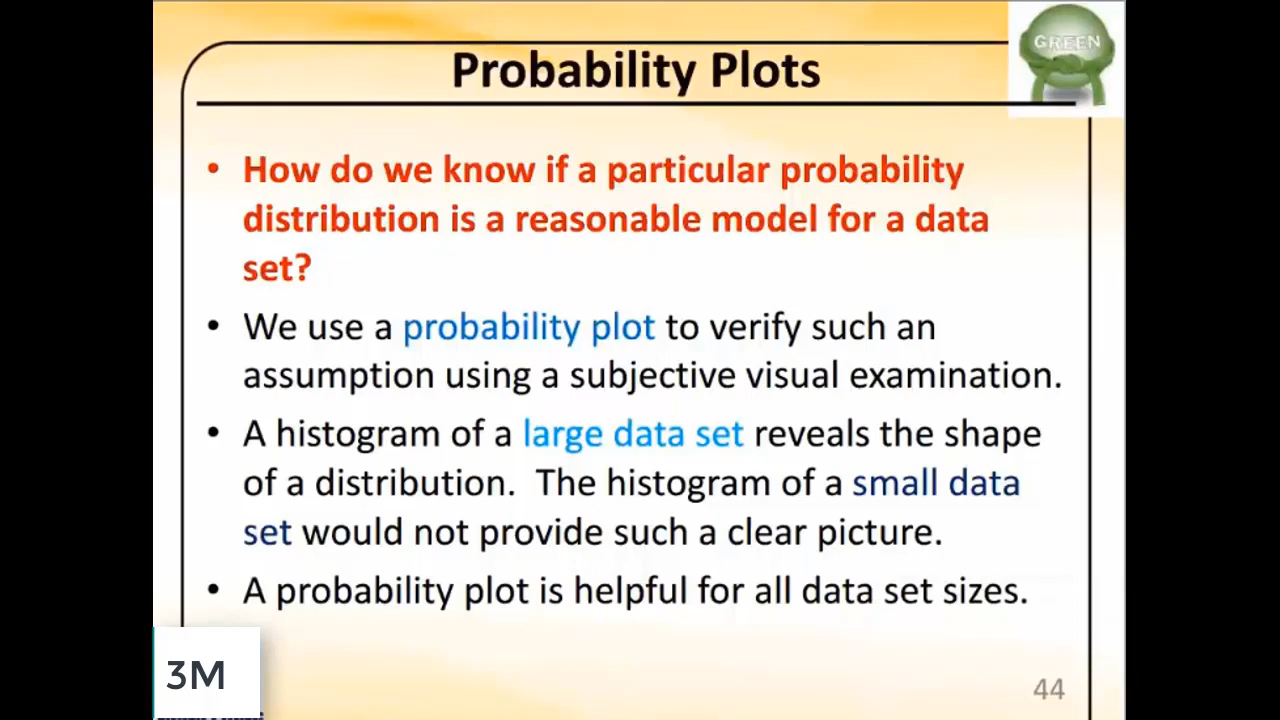 GREEN
Probability Plots
• How do we know if a particular probability
distribution is a reasonable model for a data
set?
• We use a probability plot to verify such an
assumption using a subjective visual examination.
• A histogram of a large data set reveals the shape
of a distribution. The histogram of a small data
set would not provide such a clear picture.
• A probability plot is helpful for all data set sizes.
3M
44